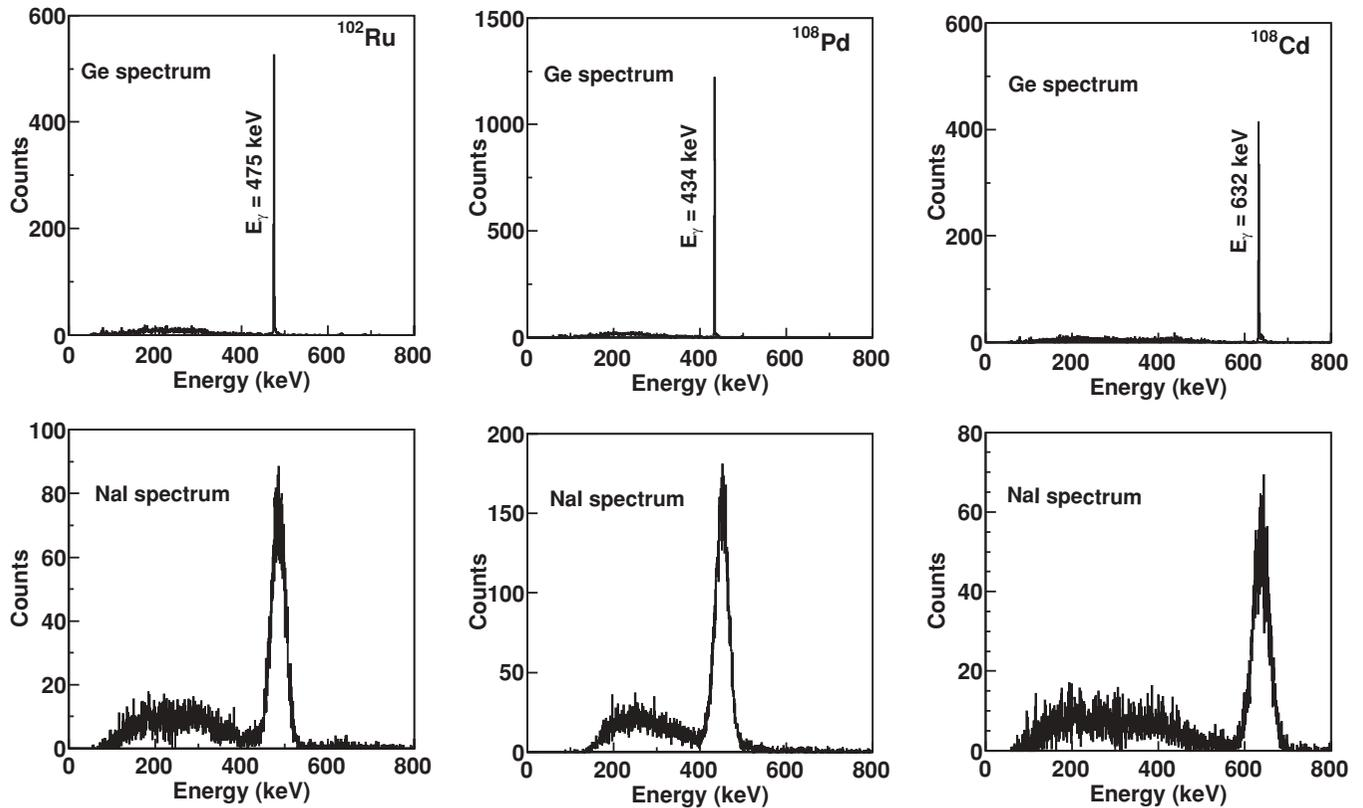 600
400
200
0
Counts
¹⁰²Ru
Ge spectrum
Eγ = 475 keV
0 200 400 600 800
Energy (keV)
1500
1000
500
0
Counts
¹⁰⁸Pd
Ge spectrum
Eγ = 434 keV
0 200 400 600 800
Energy (keV)
600
400
200
0
Counts
¹⁰⁸Cd
Ge spectrum
Eγ = 632 keV
0 200 400 600 800
Energy (keV)
100
80
60
40
20
0
Counts
NaI spectrum
0 200 400 600 800
Energy (keV)
200
150
100
50
0
Counts
NaI spectrum
0 200 400 600 800
Energy (keV)
80
60
40
20
0
Counts
NaI spectrum
0 200 400 600 800
Energy (keV)